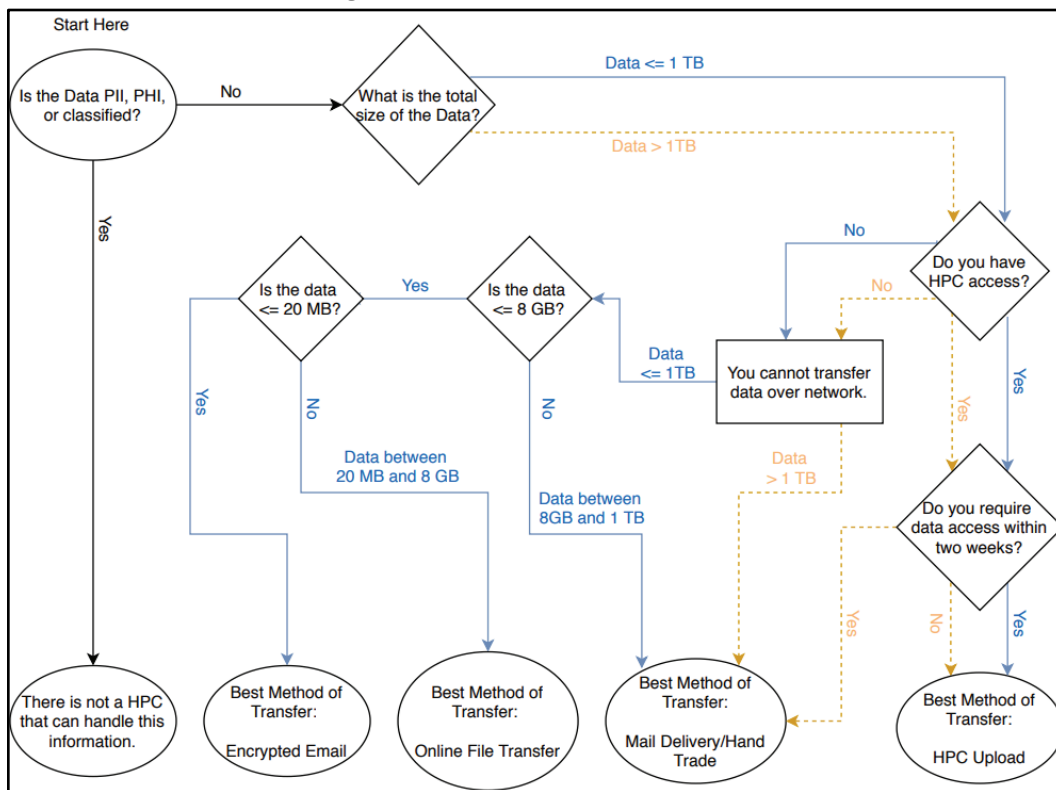 Start Here
Is the Data PII, PHI,
or classified?
No
What is the total
size of the Data?
Data <= 1 TB
Data > 1TB
Yes
No
Do you have
HPC access?
No
Is the data
<= 20 MB?
Yes
Is the data
<= 8 GB?
Data
<= 1TB
You cannot transfer
data over network.
Yes
Yes
Yes
No
No
Data between
20 MB and 8 GB
Data between
8GB and 1 TB
Data
> 1 TB
Do you require
data access within
two weeks?
Yes
No
Yes
There is not a HPC
that can handle this
information.
Best Method of
Transfer:
Encrypted Email
Best Method of
Transfer:
Online File Transfer
Best Method of
Transfer:
Mail Delivery/Hand
Trade
Best Method of
Transfer:
HPC Upload